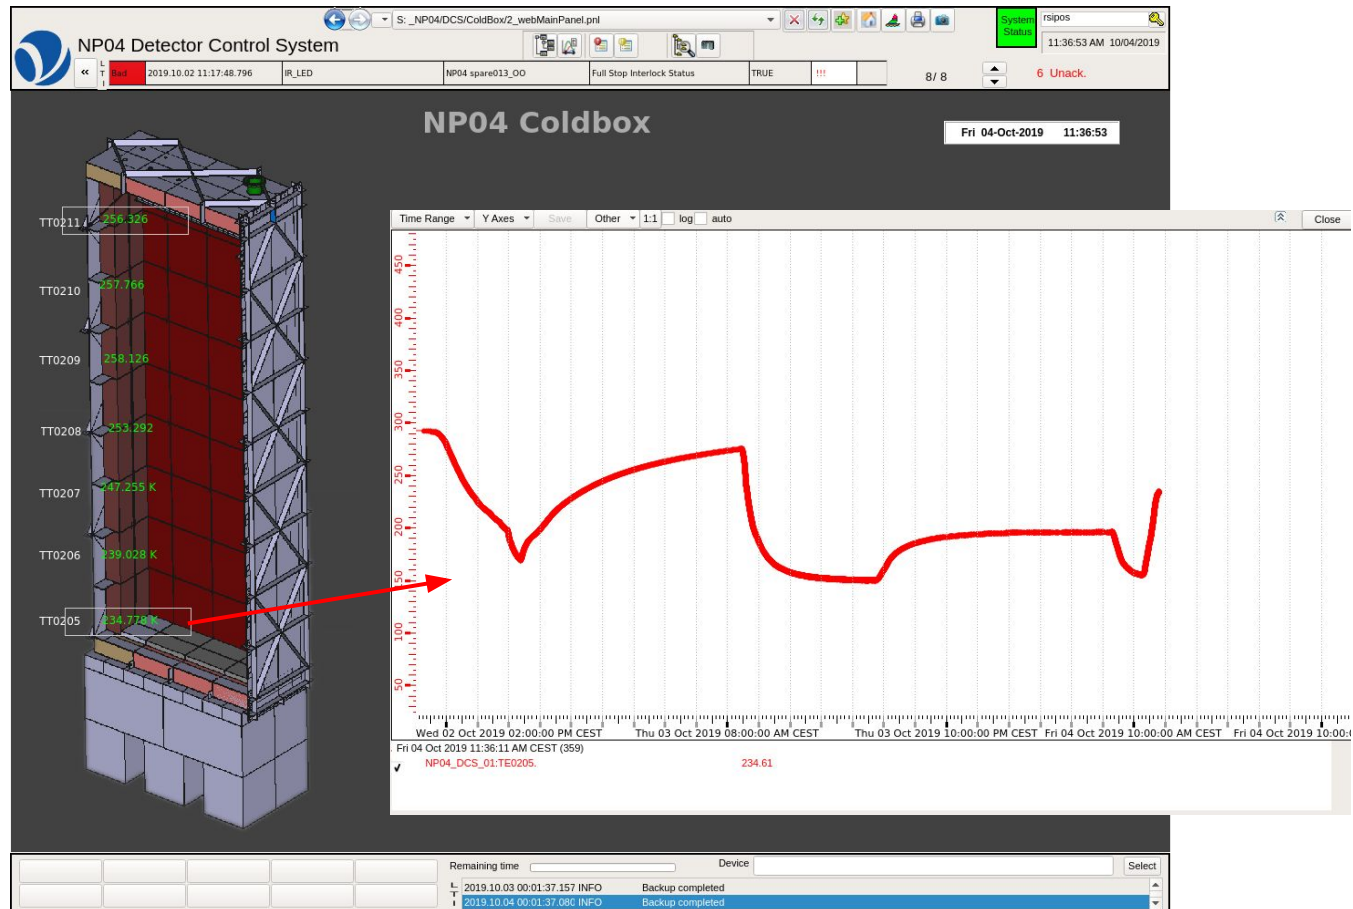 S: _NP04/DCS/ColdBox/2_webMainPanel.pnl
System Status
rsipos
NP04 Detector Control System
11:36:53 AM 10/04/2019
«
L T I
Bad 2019.10.02 11:17:48.796 IR_LED NP04 spare013_OO Full Stop Interlock Status TRUE !!!
8/ 8
6 Unack.
NP04 Coldbox
Fri 04-Oct-2019 11:36:53
Time Range Y Axes Save Other 1:1 log auto Close
TT0211 256.326
TT0210 257.766
TT0209 258.126
TT0208 253.292
TT0207 247.255 K
TT0206 239.028 K
TT0205 234.778 K
450
400
350
300
250
200
150
100
50
Wed 02 Oct 2019 02:00:00 PM CEST Thu 03 Oct 2019 08:00:00 AM CEST Thu 03 Oct 2019 10:00:00 PM CEST Fri 04 Oct 2019 10:00:00 AM CEST Fri 04 Oct 2019 10:00:
Fri 04 Oct 2019 11:36:11 AM CEST (359)
NP04_DCS_01:TE0205. 234.61
Remaining time Device Select
L T I
2019.10.03 00:01:37.157 INFO Backup completed
2019.10.04 00:01:37.080 INFO Backup completed